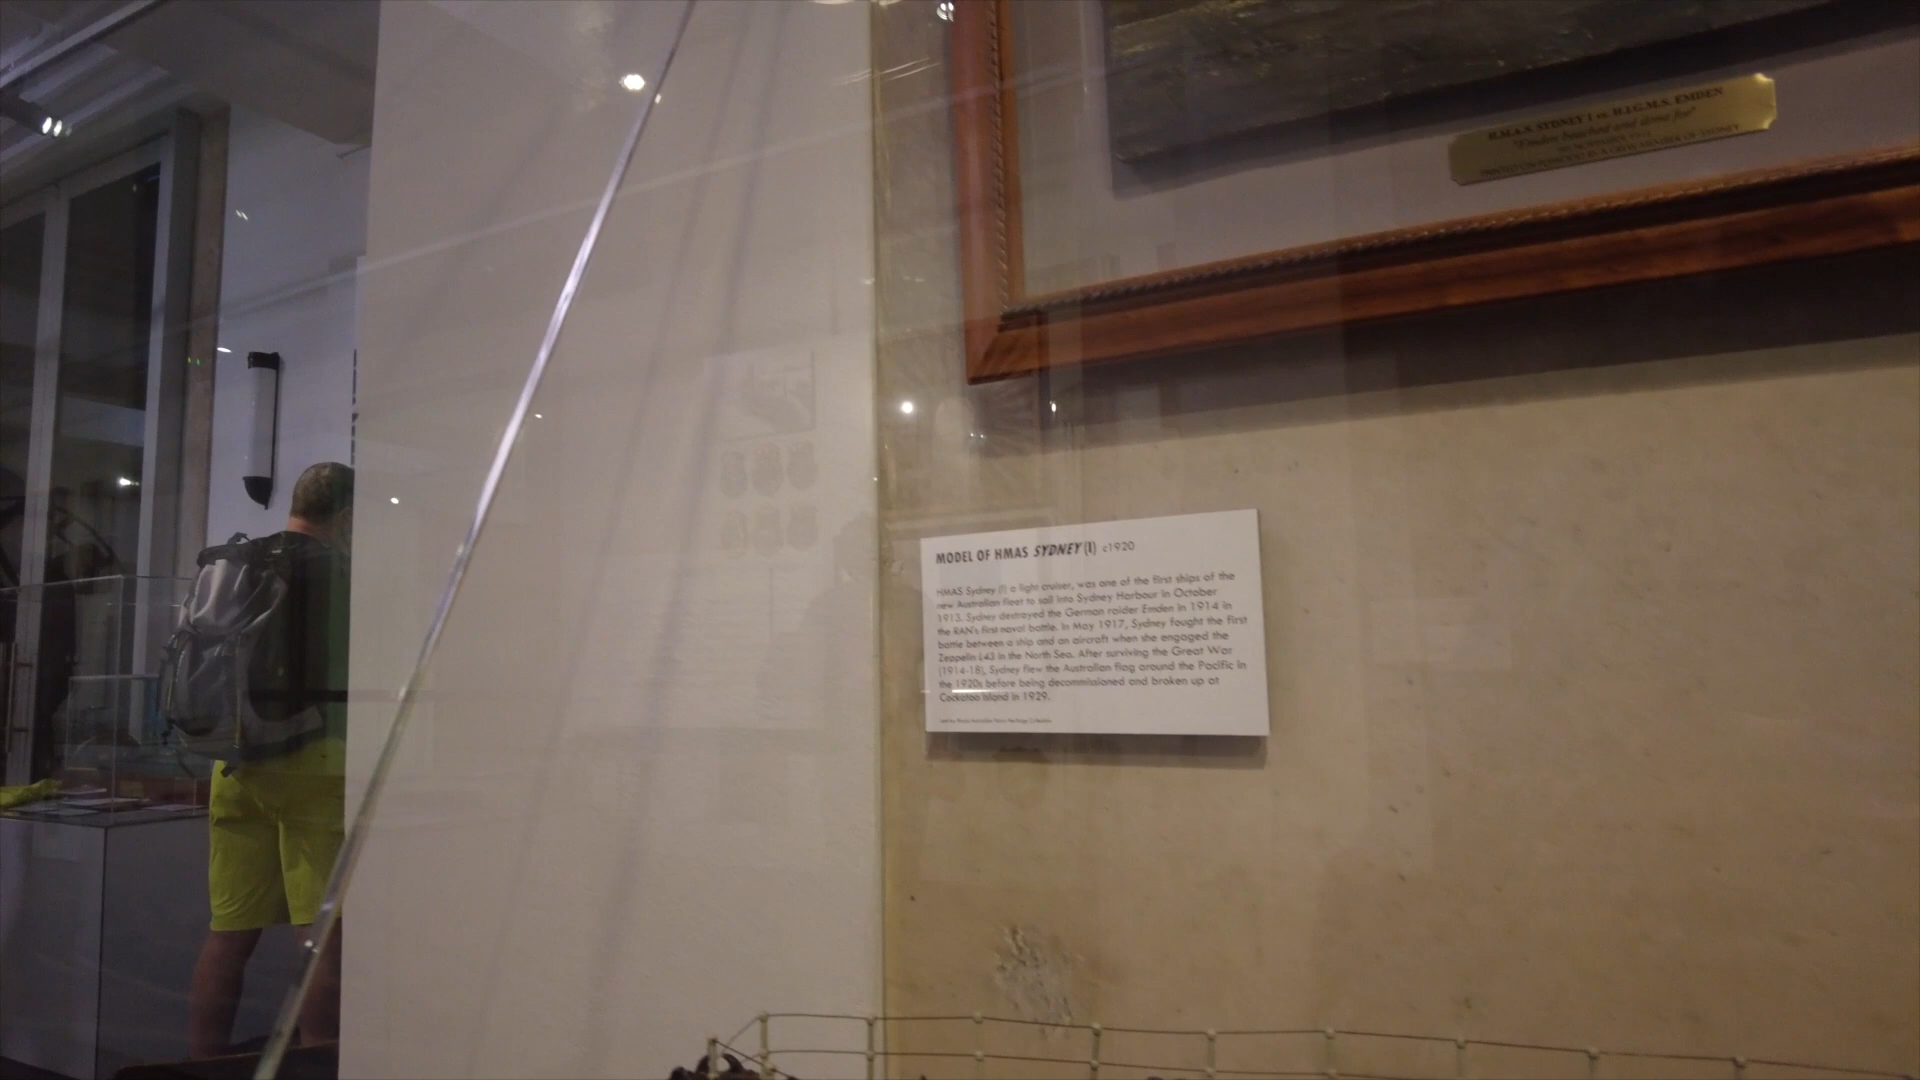 H.M.A.S. SYDNEY I vs. H.I.G.M.S. EMDEN
"Emden beached and done for"
MODEL OF HMAS SYDNEY (I) c1920
HMAS Sydney (I) a light cruiser, was one of the first ships of the
new Australian fleet to sail into Sydney Harbour in October
1913. Sydney destroyed the German raider Emden in 1914 in
the RAN's first naval battle. In May 1917, Sydney fought the first
battle between a ship and an aircraft when she engaged the
Zeppelin L43 in the North Sea. After surviving the Great War
(1914-18), Sydney flew the Australian flag around the Pacific in
the 1920s before being decommissioned and broken up at
Cockatoo Island in 1929.